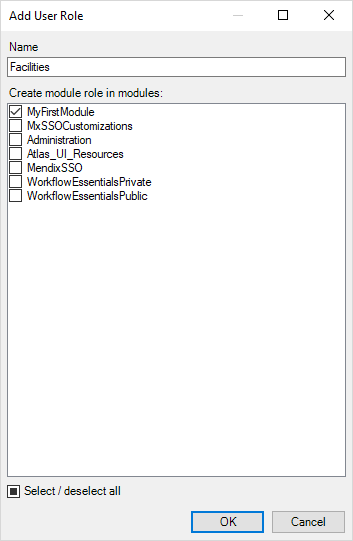 Add User Role
Name
Facilities
Create module role in modules:
MyFirstModule
MxSSOCustomizations
Administration
Atlas_UI_Resources
MendixSSO
WorkflowEssentialsPrivate
WorkflowEssentialsPublic
Select / deselect all
OK
Cancel